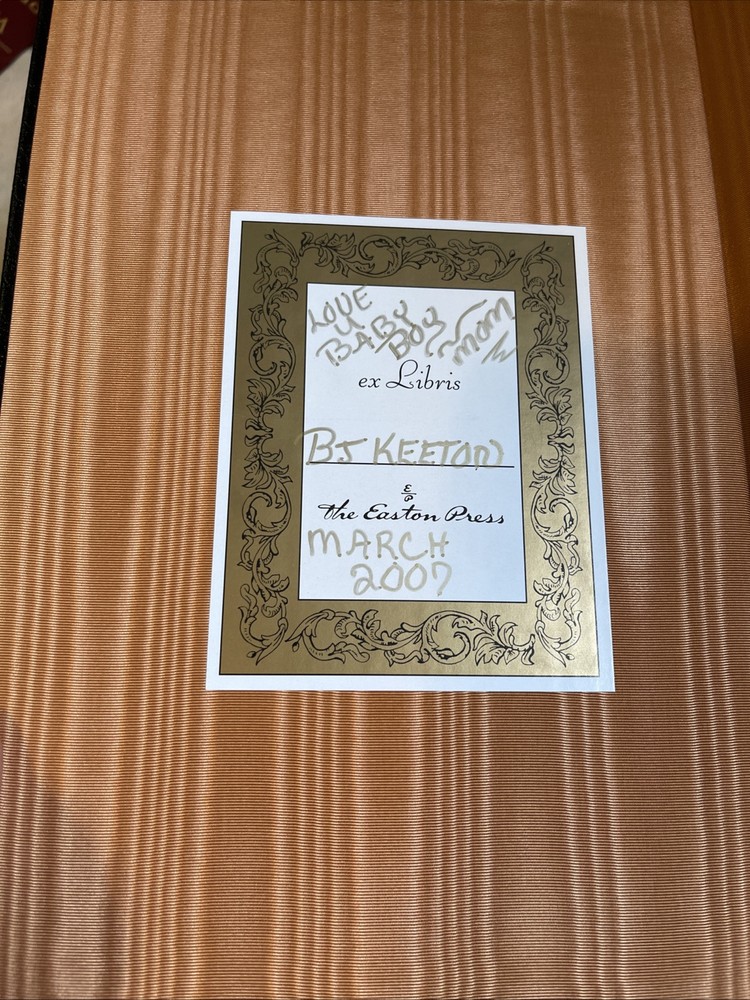 LOVE
U
BABY
BOY
MOM
ex Libris
BJ KEETON
E/P
the Easton Press
MARCH
2007